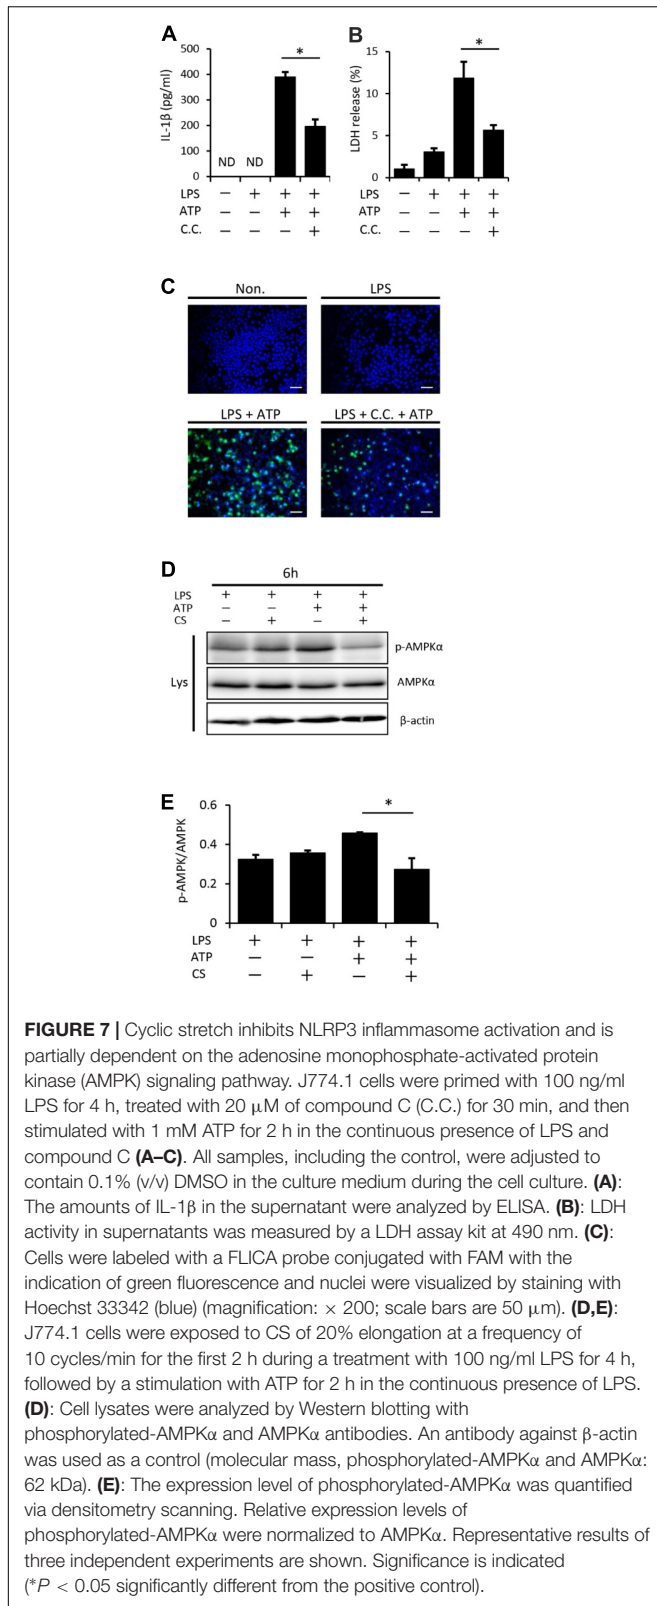 A
B
500
400
300
200
100
0
IL-1β (pg/ml)
ND ND
*
LPS − + + +
ATP − − + +
C.C. − − − +
15
10
5
0
LDH release (%)
*
LPS − + + +
ATP − − + +
C.C. − − − +
C
Non. LPS
LPS + ATP LPS + C.C. + ATP
D
6h
LPS + + + +
ATP − − + +
CS − + − +
Lys
p-AMPKα
AMPKα
β-actin
E
0.6
0.4
0.2
0
p-AMPK/AMPK
*
LPS + + + +
ATP − − + +
CS − + − +
FIGURE 7 | Cyclic stretch inhibits NLRP3 inflammasome activation and is
partially dependent on the adenosine monophosphate-activated protein
kinase (AMPK) signaling pathway. J774.1 cells were primed with 100 ng/ml
LPS for 4 h, treated with 20 μM of compound C (C.C.) for 30 min, and then
stimulated with 1 mM ATP for 2 h in the continuous presence of LPS and
compound C (A–C). All samples, including the control, were adjusted to
contain 0.1% (v/v) DMSO in the culture medium during the cell culture. (A):
The amounts of IL-1β in the supernatant were analyzed by ELISA. (B): LDH
activity in supernatants was measured by a LDH assay kit at 490 nm. (C):
Cells were labeled with a FLICA probe conjugated with FAM with the
indication of green fluorescence and nuclei were visualized by staining with
Hoechst 33342 (blue) (magnification: × 200; scale bars are 50 μm). (D,E):
J774.1 cells were exposed to CS of 20% elongation at a frequency of
10 cycles/min for the first 2 h during a treatment with 100 ng/ml LPS for 4 h,
followed by a stimulation with ATP for 2 h in the continuous presence of LPS.
(D): Cell lysates were analyzed by Western blotting with
phosphorylated-AMPKα and AMPKα antibodies. An antibody against β-actin
was used as a control (molecular mass, phosphorylated-AMPKα and AMPKα:
62 kDa). (E): The expression level of phosphorylated-AMPKα was quantified
via densitometry scanning. Relative expression levels of
phosphorylated-AMPKα were normalized to AMPKα. Representative results of
three independent experiments are shown. Significance is indicated
(*P < 0.05 significantly different from the positive control).